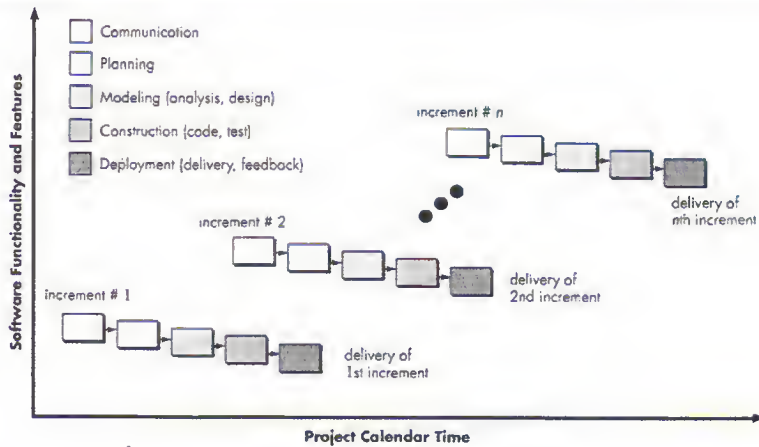 Communication
Planning
Modeling (analysis, design)
Construction (code, test)
Deployment (delivery, feedback)
increment # n
delivery of
nth increment
increment # 2
delivery of
2nd increment
increment # 1
delivery of
1st increment
Software Functionality and Features
Project Calendar Time